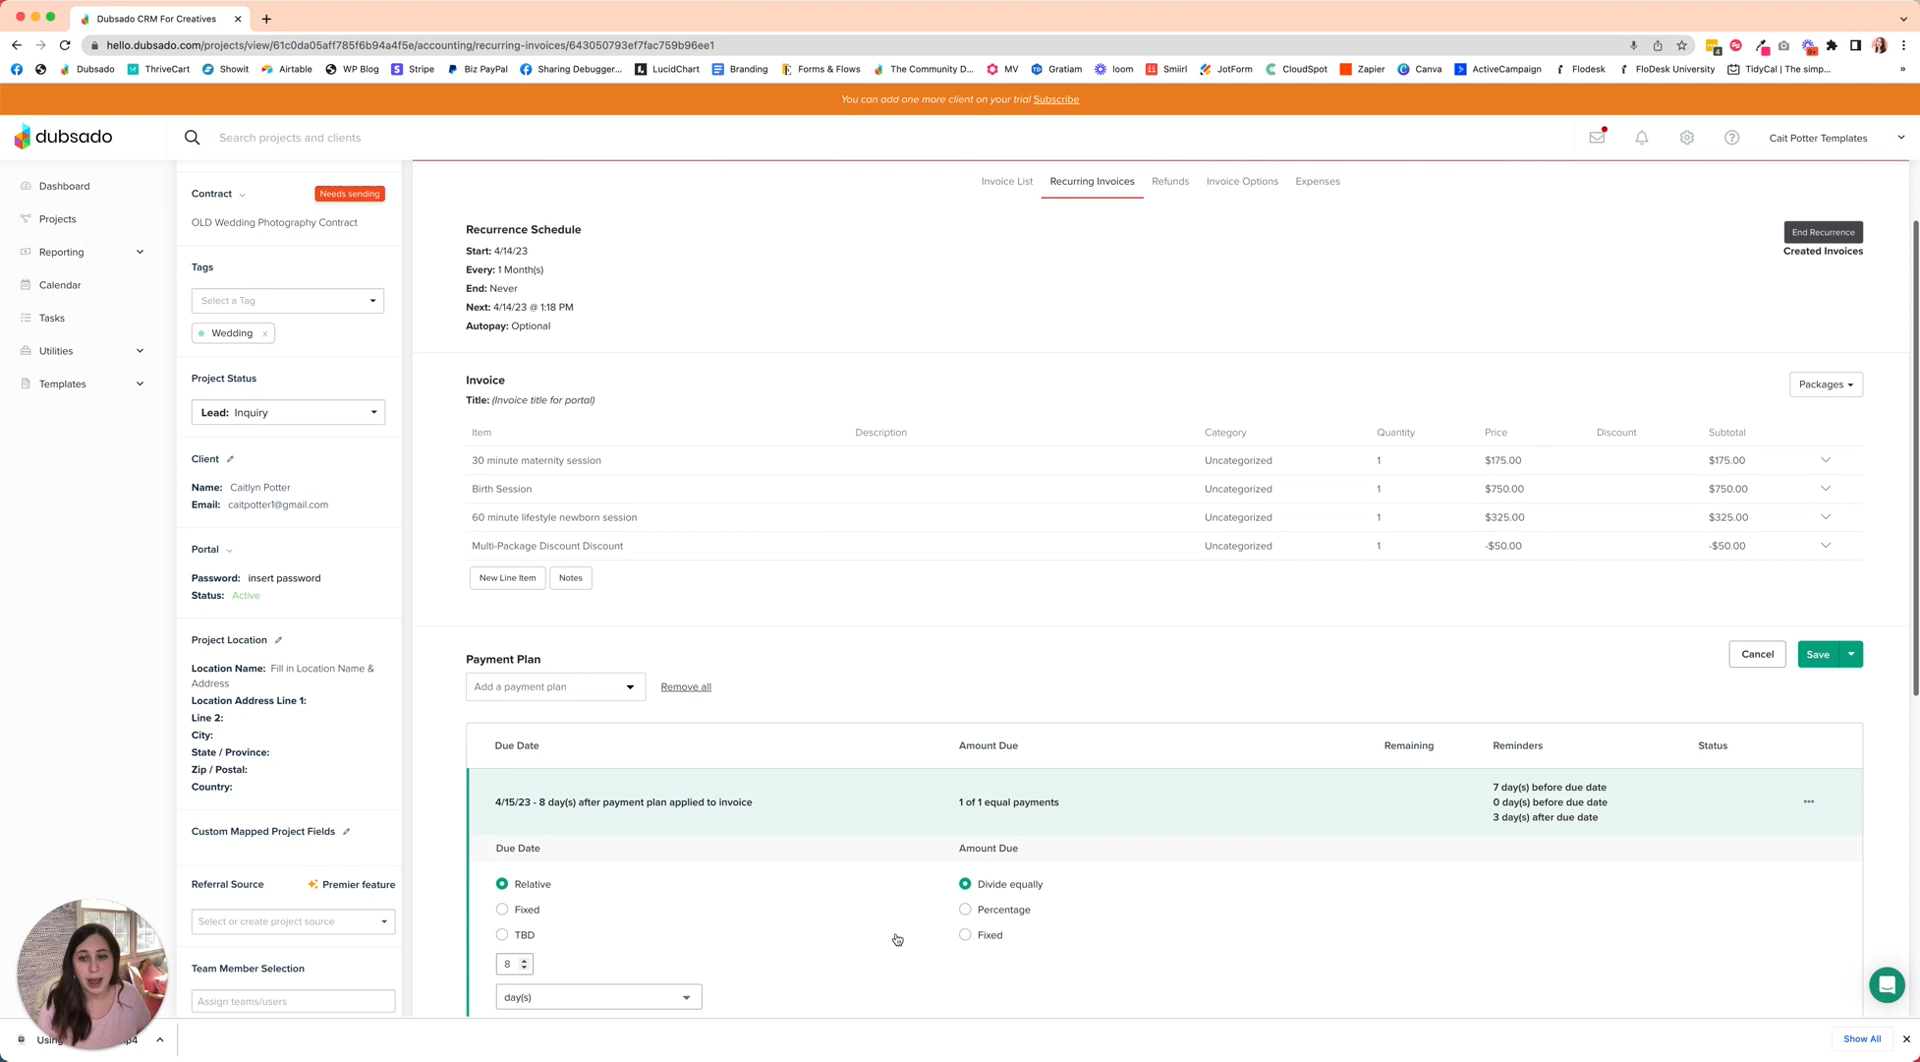 Dubsado CRM For Creatives
hello.dubsado.com/projects/view/61c0da05aff785f6b94a4f5e/accounting/recurring-invoices/643050793ef7fac759b96ee1
Dubsado ThriveCart Showit Airtable WP Blog Stripe Biz PayPal Sharing Debugger... LucidChart Branding Forms & Flows The Community D... MV Gratiam loom Smiirl JotForm CloudSpot Zapier Canva ActiveCampaign Flodesk FloDesk University TidyCal | The simp... »
You can add one more client on your trial Subscribe
dubsado
Search projects and clients
Cait Potter Templates
Dashboard
Projects
Reporting
Calendar
Tasks
Utilities
Templates
Contract
Needs sending
OLD Wedding Photography Contract
Tags
Select a Tag
Wedding x
Project Status
Lead: Inquiry
Client
Name: Caitlyn Potter
Email: caitpotter1@gmail.com
Portal
Password: insert password
Status: Active
Project Location
Location Name: Fill in Location Name &
Address
Location Address Line 1:
Line 2:
City:
State / Province:
Zip / Postal:
Country:
Custom Mapped Project Fields
Referral Source
Premier feature
Select or create project source
Team Member Selection
Assign teams/users
Invoice List Recurring Invoices Refunds Invoice Options Expenses
Recurrence Schedule
Start: 4/14/23
Every: 1 Month(s)
End: Never
Next: 4/14/23 @ 1:18 PM
Autopay: Optional
End Recurrence
Created Invoices
Invoice
Title: (Invoice title for portal)
Packages
Item Description Category Quantity Price Discount Subtotal
30 minute maternity session Uncategorized 1 $175.00 $175.00
Birth Session Uncategorized 1 $750.00 $750.00
60 minute lifestyle newborn session Uncategorized 1 $325.00 $325.00
Multi-Package Discount Discount Uncategorized 1 -$50.00 -$50.00
New Line Item Notes
Payment Plan
Cancel Save
Add a payment plan Remove all
Due Date Amount Due Remaining Reminders Status
4/15/23 - 8 day(s) after payment plan applied to invoice 1 of 1 equal payments
7 day(s) before due date
0 day(s) before due date
3 day(s) after due date
Due Date Amount Due
Relative Divide equally
Fixed Percentage
TBD Fixed
8
day(s)
Show All